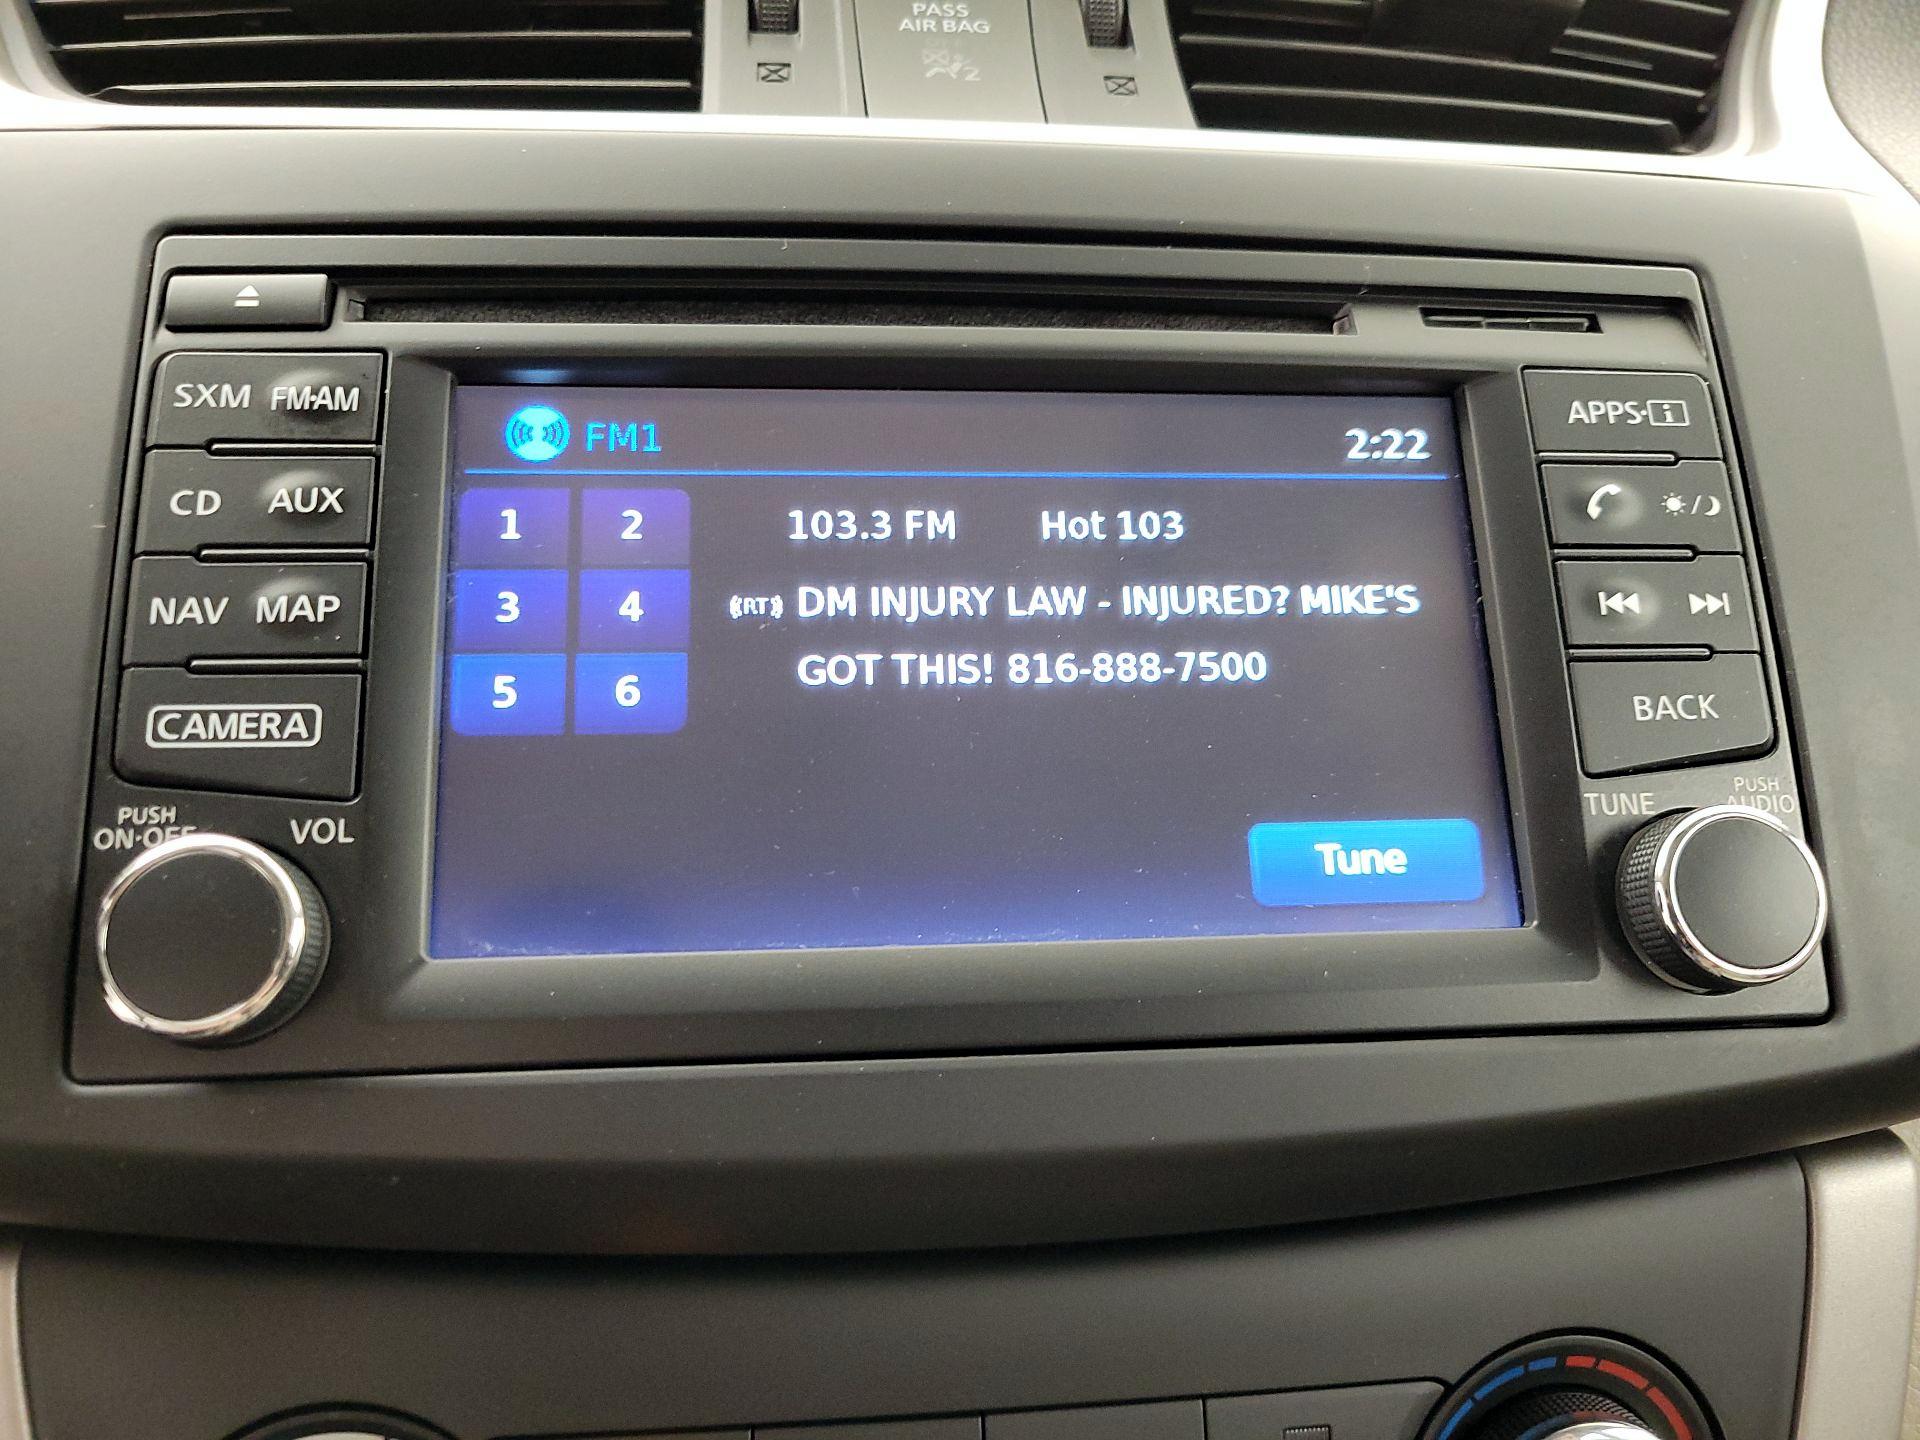 PASS
AIR BAG
2
SXM FM·AM
CD AUX
NAV MAP
CAMERA
PUSH
ON·OFF
VOL
FM1 2:22
1 2
3 4
5 6
103.3 FM Hot 103
RT DM INJURY LAW - INJURED? MIKE'S
GOT THIS! 816-888-7500
Tune
APPS· i
BACK
TUNE
PUSH
AUDIO